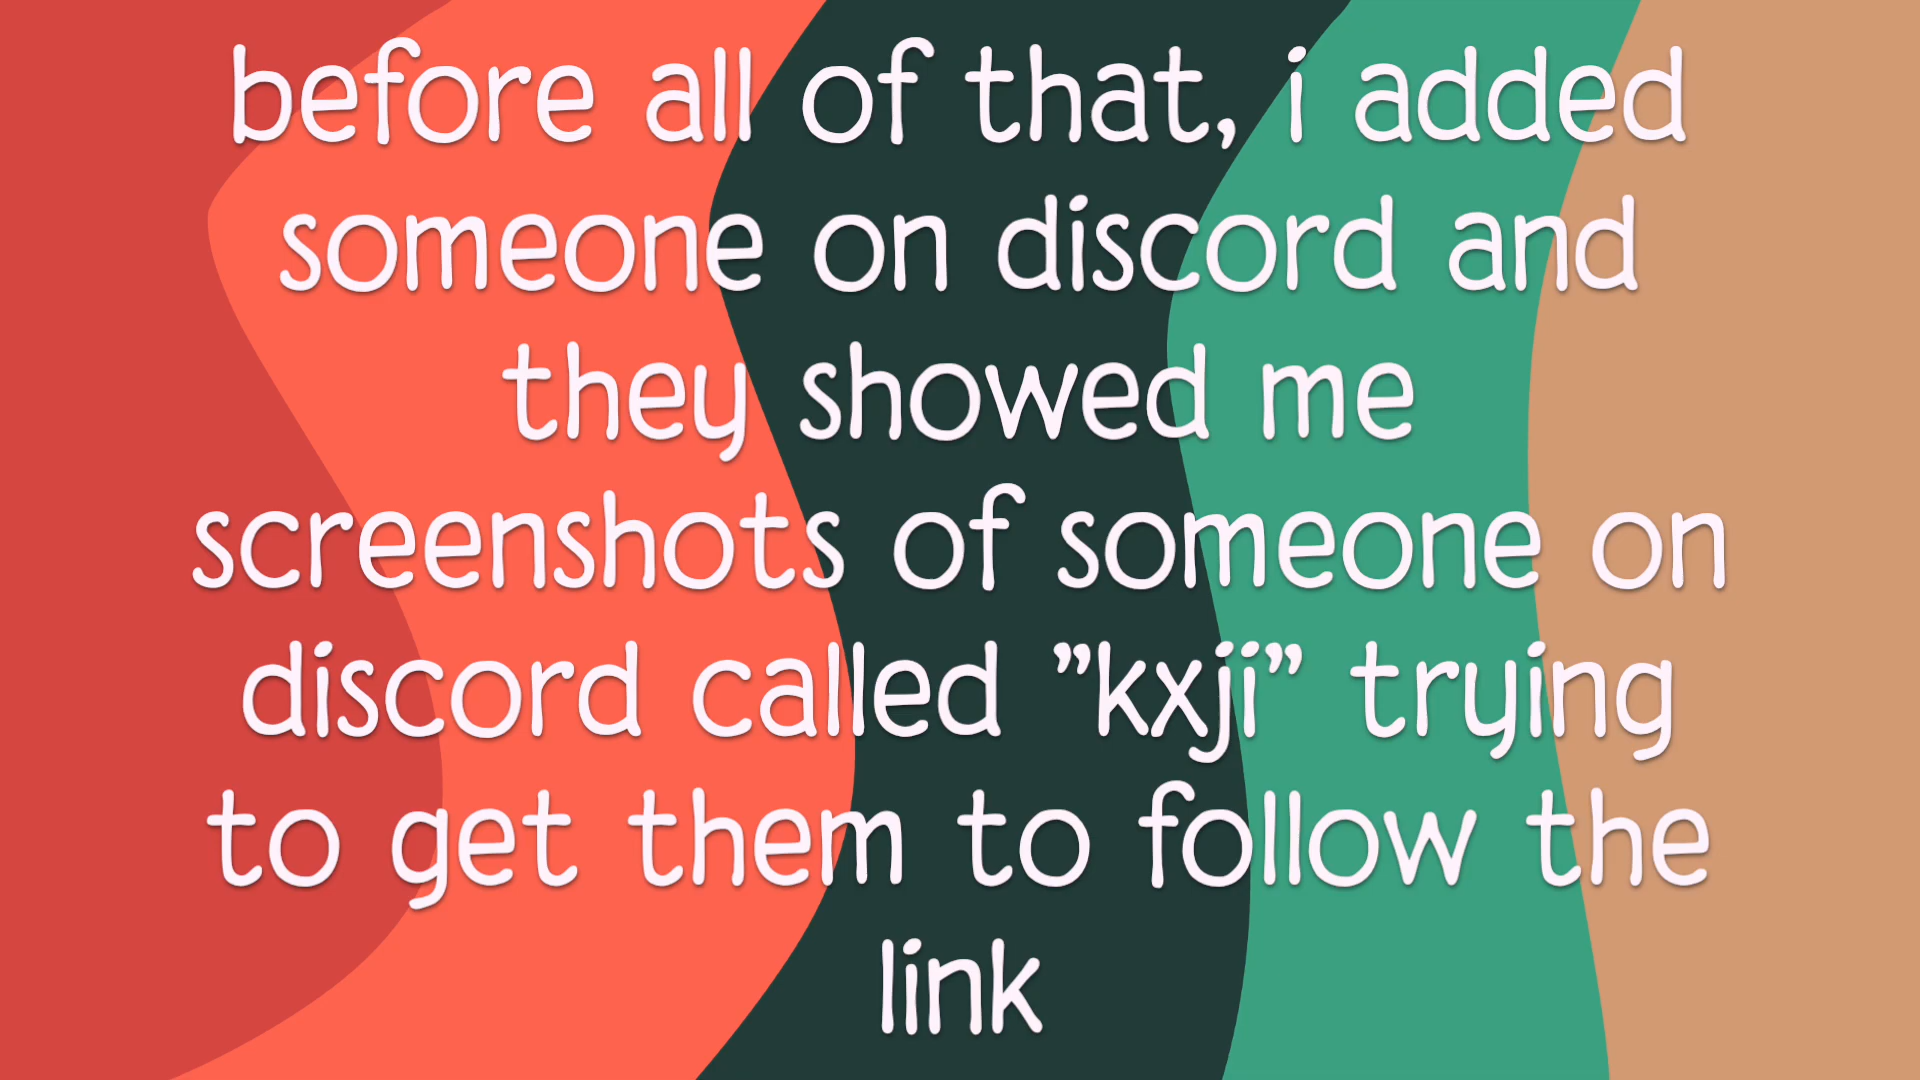 before all of that, i added
someone on discord and
they showed me
screenshots of someone on
discord called "kxji" trying
to get them to follow the
link